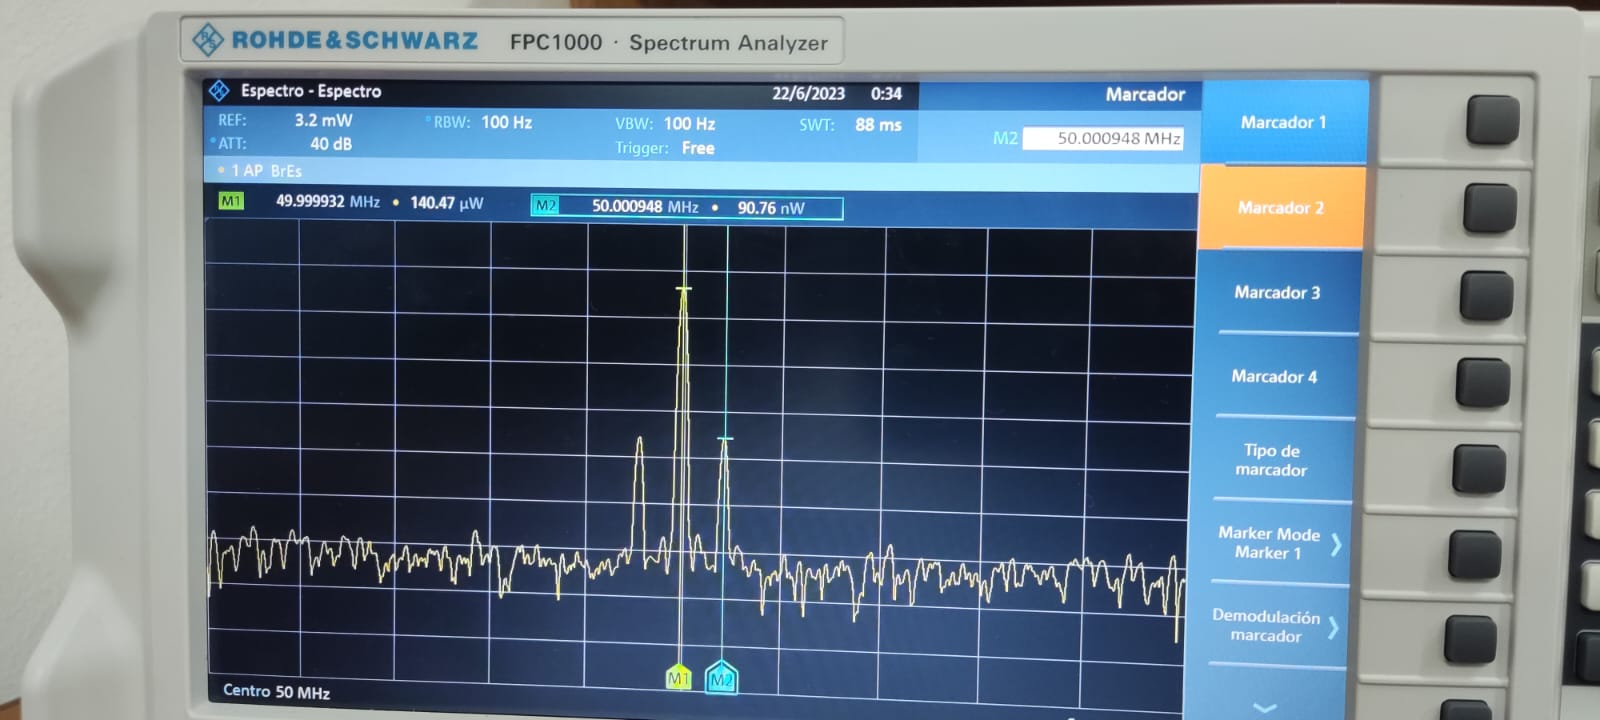 ROHDE&SCHWARZ FPC1000 · Spectrum Analyzer
Espectro - Espectro 22/6/2023 0:34 Marcador
REF: 3.2 mW RBW: 100 Hz VBW: 100 Hz SWT: 88 ms
ATT: 40 dB Trigger: Free M2 50.000948 MHz
1 AP BrEs
M1 49.999932 MHz • 140.47 µW M2 50.000948 MHz • 90.76 nW
M1 M2
Centro 50 MHz
Marcador 1
Marcador 2
Marcador 3
Marcador 4
Tipo de
marcador
Marker Mode
Marker 1
Demodulación
marcador